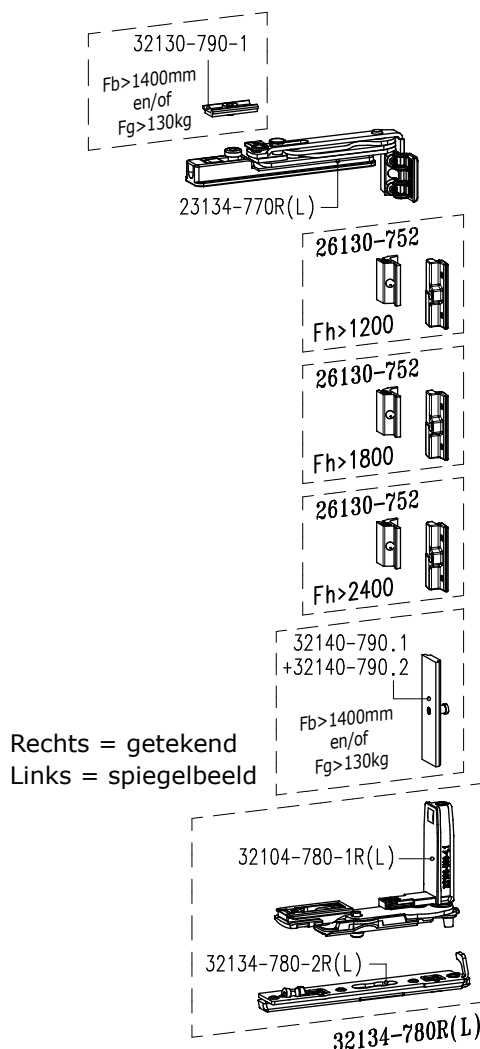 32130-790-1
Fb>1400mm
en/of
Fg>130kg
23134-770R(L)
26130-752
Fh>1200
26130-752
Fh>1800
26130-752
Fh>2400
32140-790.1
+32140-790.2
Fb>1400mm
en/of
Fg>130kg
Rechts = getekend
Links = spiegelbeeld
32104-780-1R(L)
32134-780-2R(L)
32134-780R(L)